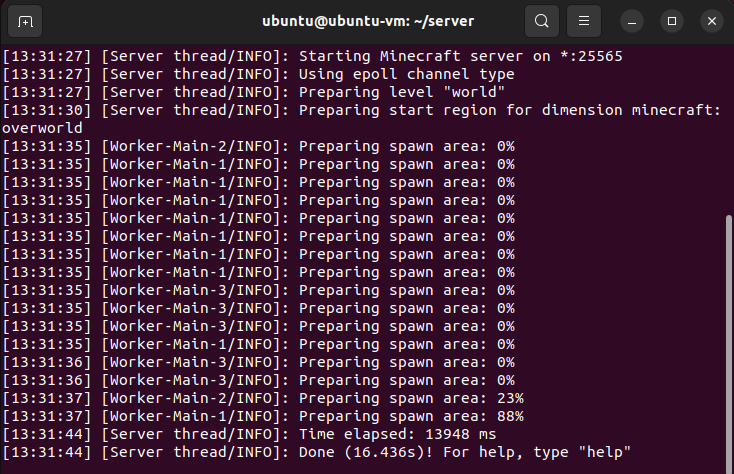 ubuntu@ubuntu-vm: ~/server
[13:31:27] [Server thread/INFO]: Starting Minecraft server on *:25565
[13:31:27] [Server thread/INFO]: Using epoll channel type
[13:31:27] [Server thread/INFO]: Preparing level "world"
[13:31:30] [Server thread/INFO]: Preparing start region for dimension minecraft:
overworld
[13:31:35] [Worker-Main-2/INFO]: Preparing spawn area: 0%
[13:31:35] [Worker-Main-1/INFO]: Preparing spawn area: 0%
[13:31:35] [Worker-Main-1/INFO]: Preparing spawn area: 0%
[13:31:35] [Worker-Main-1/INFO]: Preparing spawn area: 0%
[13:31:35] [Worker-Main-1/INFO]: Preparing spawn area: 0%
[13:31:35] [Worker-Main-1/INFO]: Preparing spawn area: 0%
[13:31:35] [Worker-Main-1/INFO]: Preparing spawn area: 0%
[13:31:35] [Worker-Main-1/INFO]: Preparing spawn area: 0%
[13:31:35] [Worker-Main-3/INFO]: Preparing spawn area: 0%
[13:31:35] [Worker-Main-3/INFO]: Preparing spawn area: 0%
[13:31:35] [Worker-Main-3/INFO]: Preparing spawn area: 0%
[13:31:35] [Worker-Main-1/INFO]: Preparing spawn area: 0%
[13:31:36] [Worker-Main-3/INFO]: Preparing spawn area: 0%
[13:31:36] [Worker-Main-3/INFO]: Preparing spawn area: 0%
[13:31:37] [Worker-Main-2/INFO]: Preparing spawn area: 23%
[13:31:37] [Worker-Main-1/INFO]: Preparing spawn area: 88%
[13:31:44] [Server thread/INFO]: Time elapsed: 13948 ms
[13:31:44] [Server thread/INFO]: Done (16.436s)! For help, type "help"